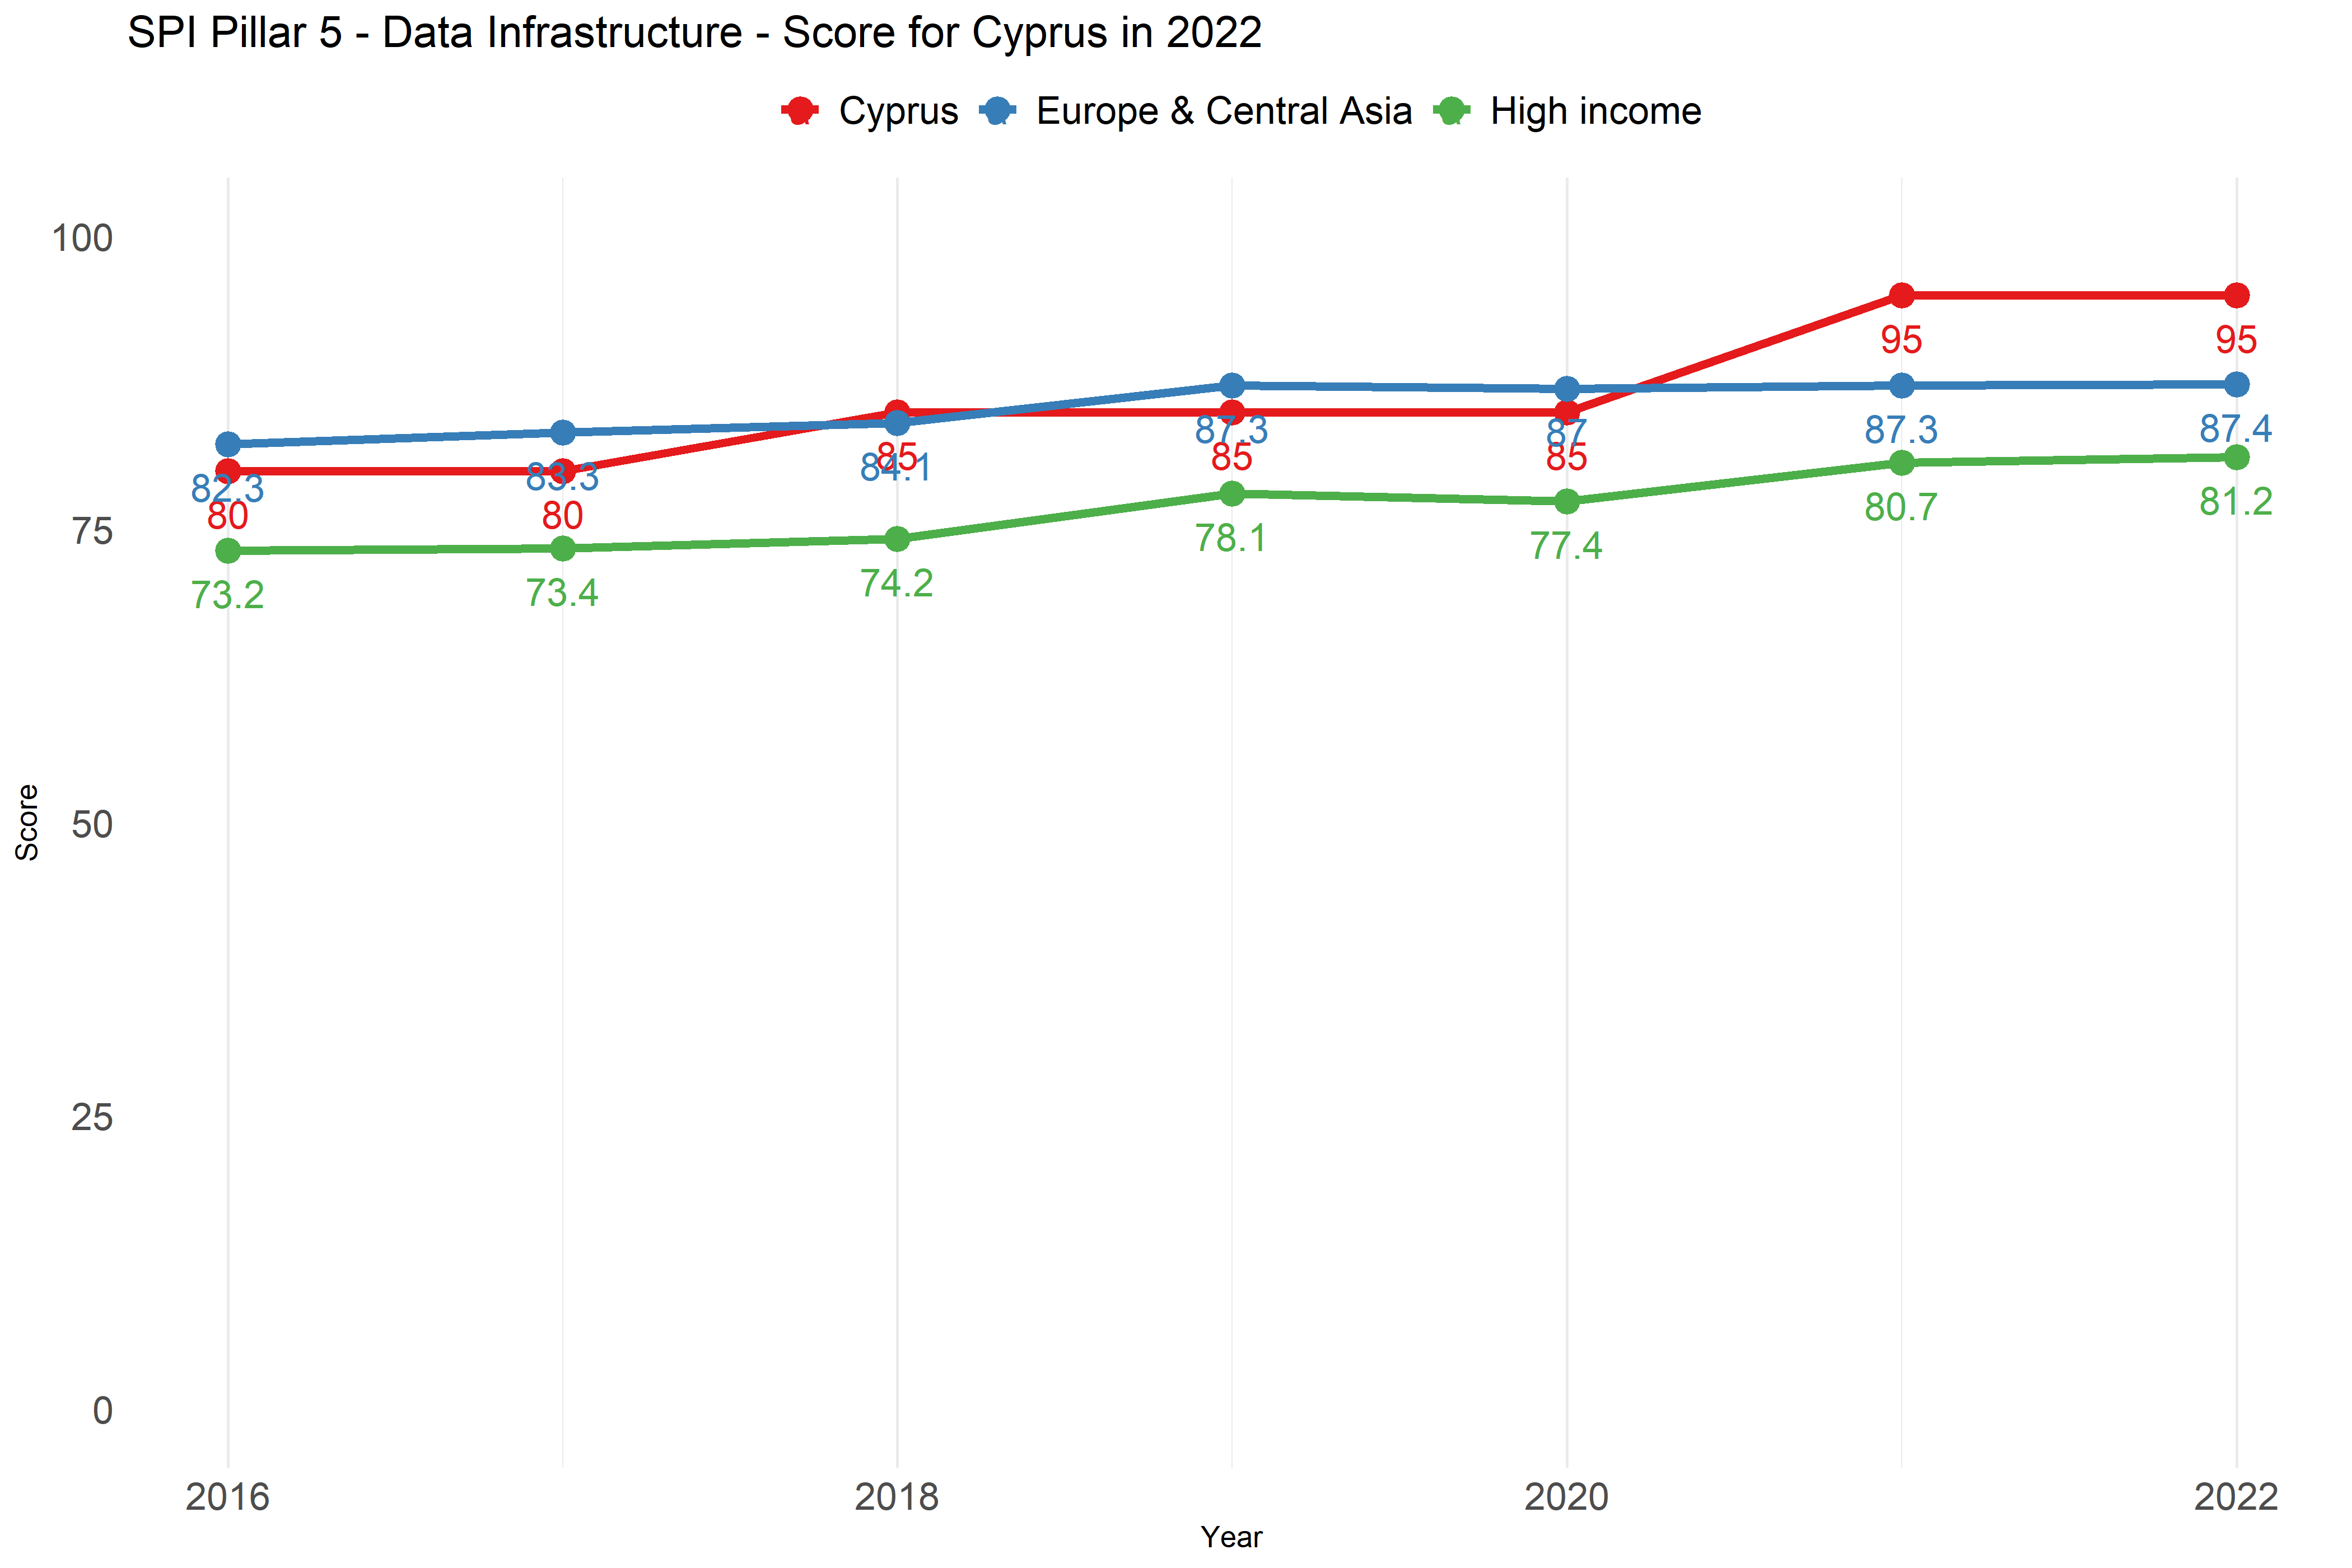 SPI Pillar 5 - Data Infrastructure - Score for Cyprus in 2022
Cyprus Europe & Central Asia High income
100
75
50
25
0
Score
95 95
87.3 87 87.3 87.4
82.3 83.3 84.1
85 85 85
80 80
78.1 77.4 80.7 81.2
73.2 73.4 74.2
2016 2018 2020 2022
Year